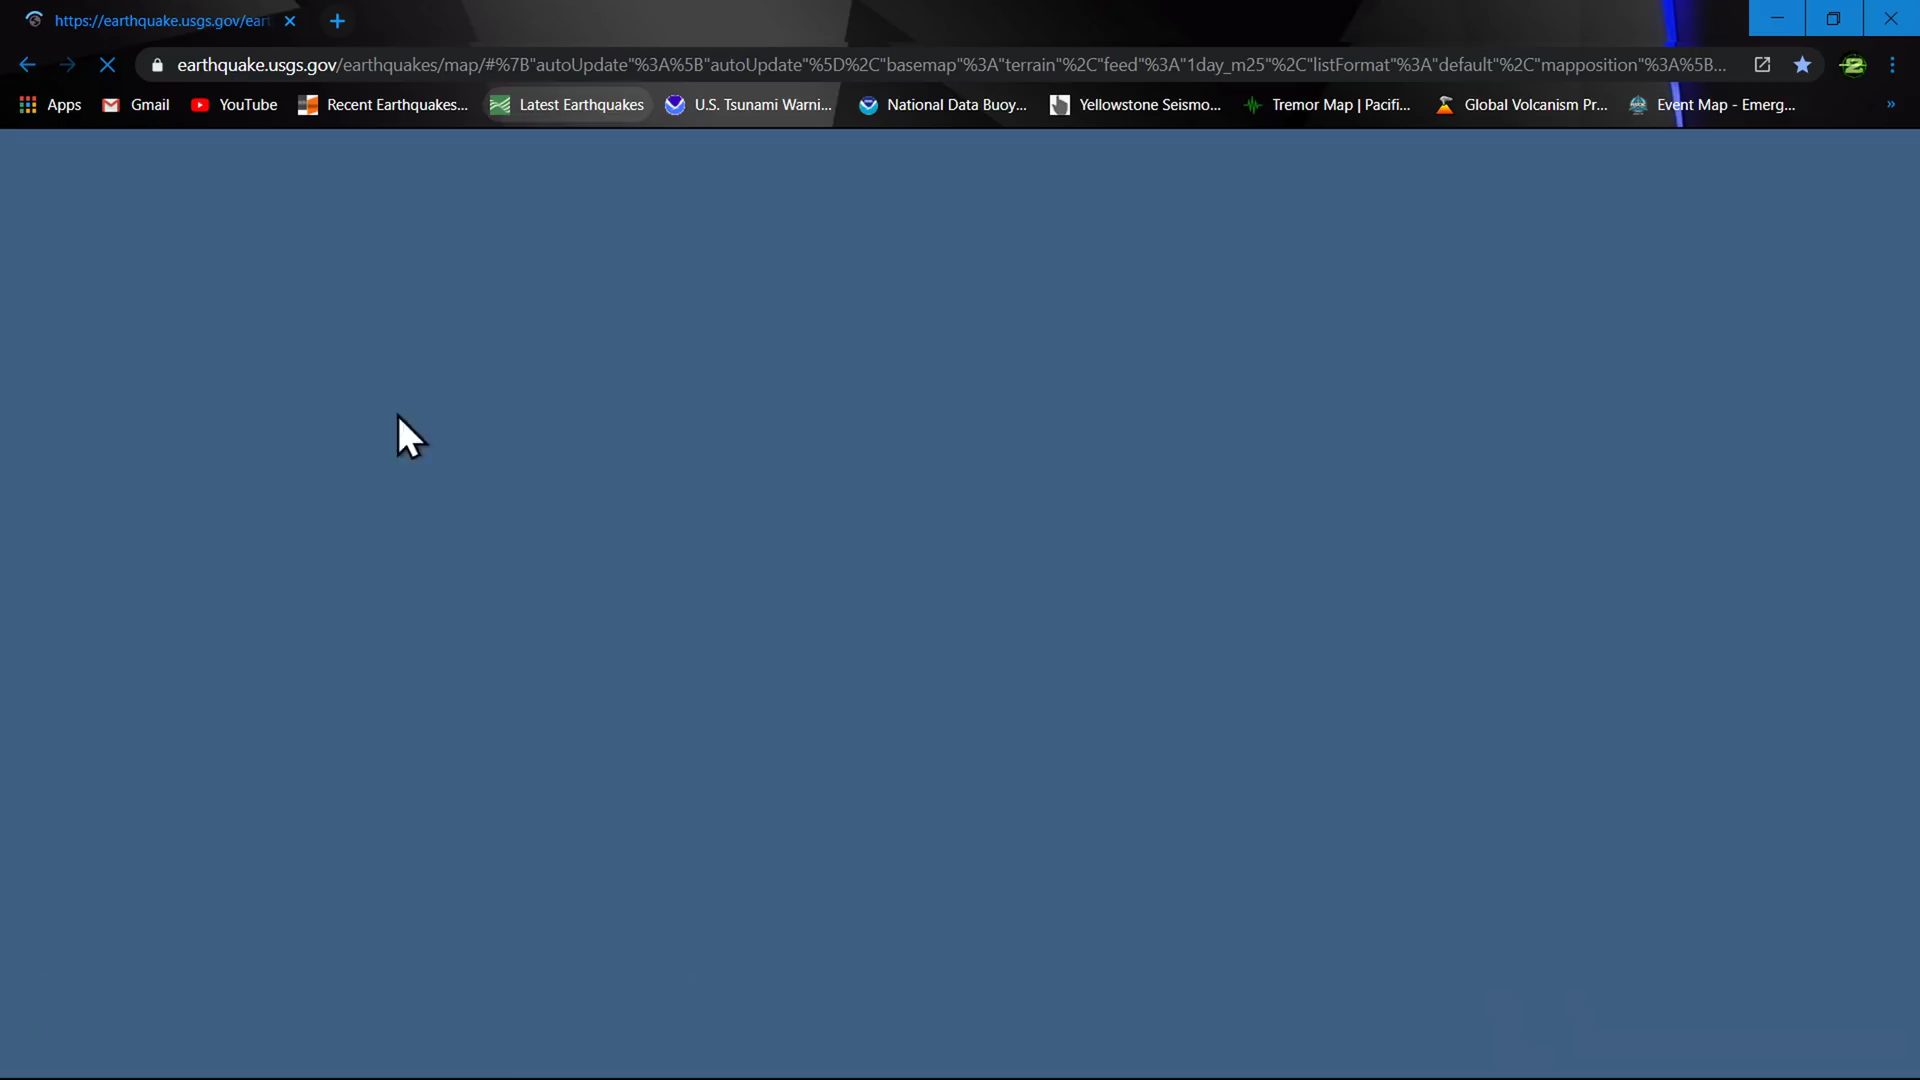 https://earthquake.usgs.gov/eart
earthquake.usgs.gov/earthquakes/map/#%7B"autoUpdate"%3A%5B"autoUpdate"%5D%2C"basemap"%3A"terrain"%2C"feed"%3A"1day_m25"%2C"listFormat"%3A"default"%2C"mapposition"%3A%5B...
Apps Gmail YouTube Recent Earthquakes... Latest Earthquakes U.S. Tsunami Warni... National Data Buoy... Yellowstone Seismo... Tremor Map | Pacifi... Global Volcanism Pr... Event Map - Emerg... »